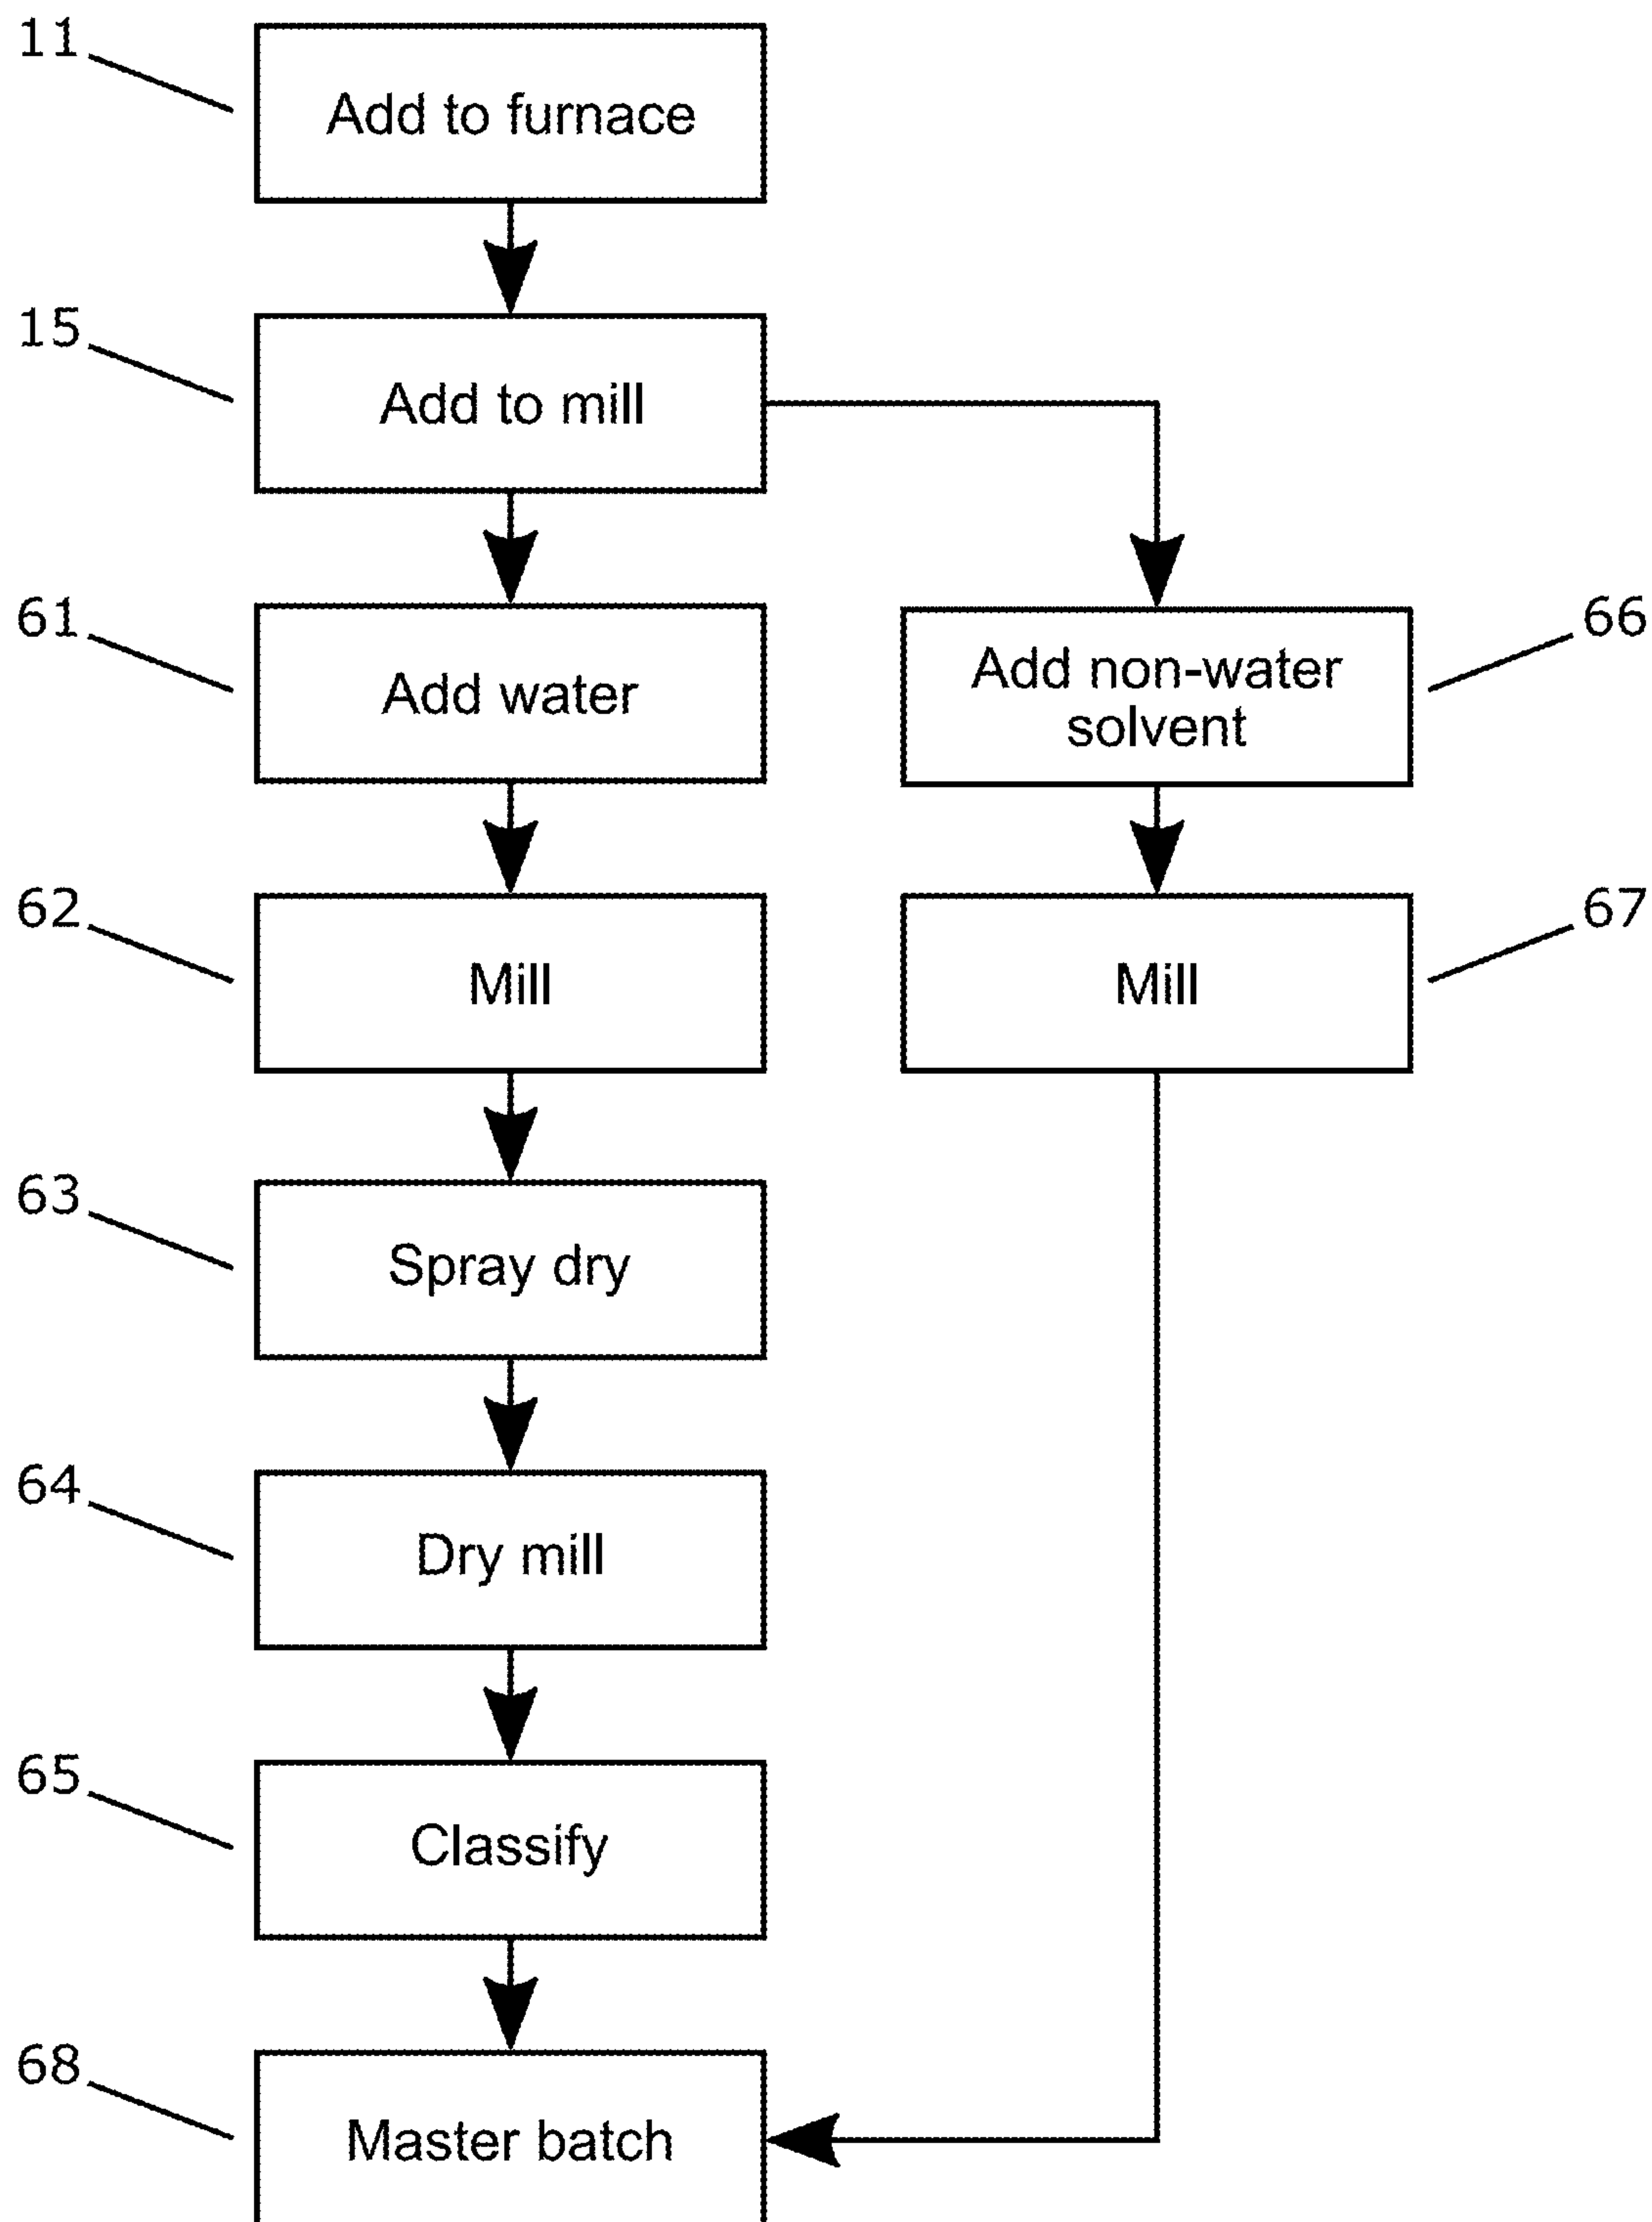 11
Add to furnace
15
Add to mill
61
Add water
Add non-water
solvent
66
62
Mill
Mill
67
63
Spray dry
64
Dry mill
65
Classify
68
Master batch